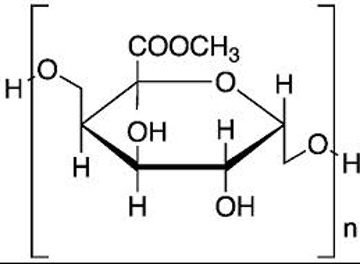 COOCH3
H O O H
OH H
H O H
H OH
n